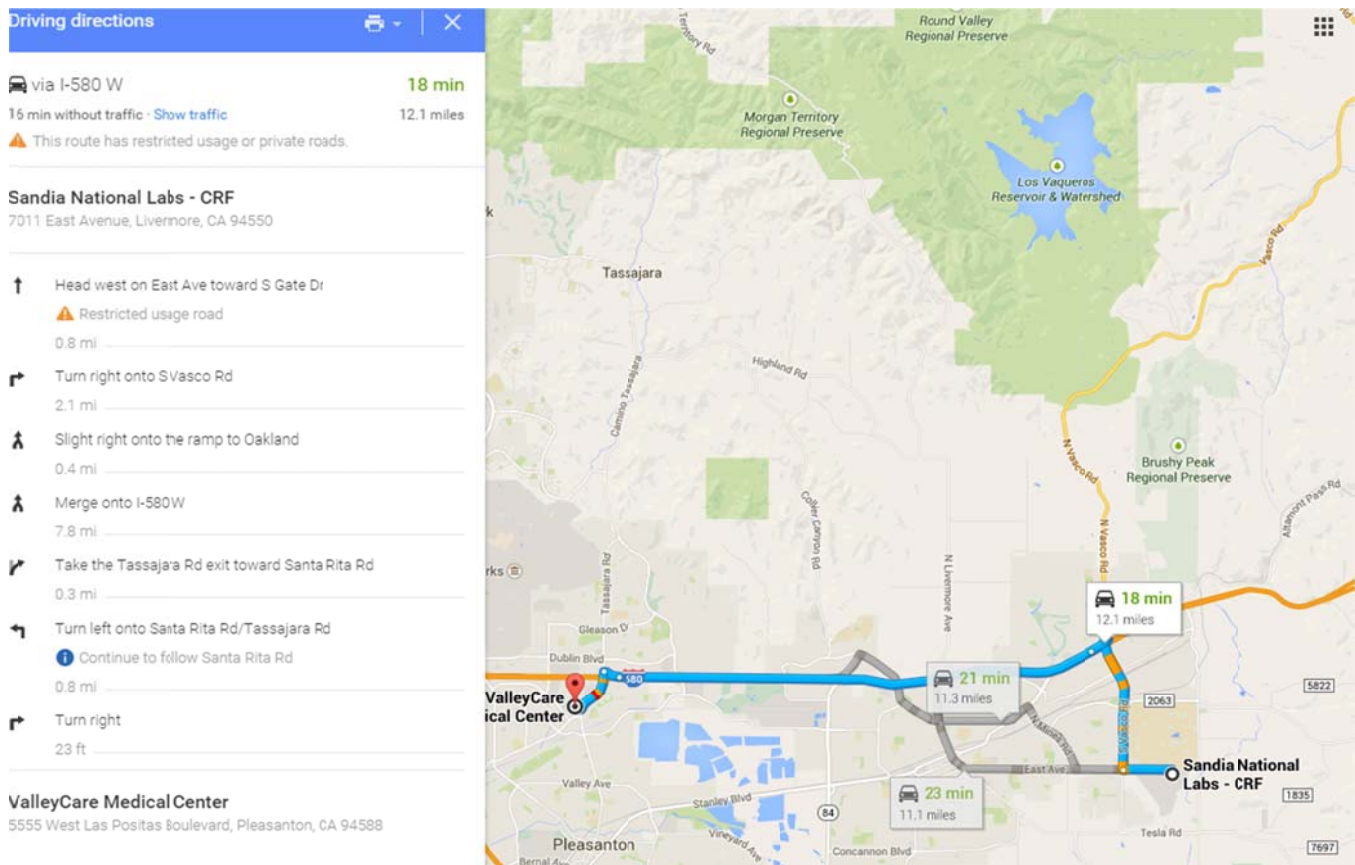 Driving directions
via I-580 W
18 min
16 min without traffic · Show traffic
12.1 miles
This route has restricted usage or private roads.
Sandia National Labs - CRF
7011 East Avenue, Livermore, CA 94550
Head west on East Ave toward S Gate Dr
Restricted usage road
0.8 mi
Turn right onto S Vasco Rd
2.1 mi
Slight right onto the ramp to Oakland
0.4 mi
Merge onto I-580 W
7.8 mi
Take the Tassajara Rd exit toward Santa Rita Rd
0.3 mi
Turn left onto Santa Rita Rd/Tassajara Rd
Continue to follow Santa Rita Rd
0.8 mi
Turn right
23 ft
ValleyCare Medical Center
5555 West Las Positas Boulevard, Pleasanton, CA 94588
Round Valley
Regional Preserve
Territory Rd
Morgan Territory
Regional Preserve
Los Vaqueros
Reservoir & Watershed
Vasco Rd
k
Tassajara
Camino Tassajara
Highland Rd
N Vasco Rd
Brushy Peak
Regional Preserve
Collier Canyon Rd
Altamont Pass Rd
N Vasco Rd
rks
Tassajara Rd
N Livermore Ave
18 min
12.1 miles
Gleason D
Dublin Blvd
580
ValleyCare
ical Center
21 min
11.3 miles
5822
2063
N Mines Rd
S Vasco Rd
East Ave
Sandia National
Labs - CRF
Valley Ave
Stanley Blvd
23 min
11.1 miles
1835
84
Vineyard Ave
Tesla Rd
Pleasanton
Concannon Blvd
7697
Bernal Av